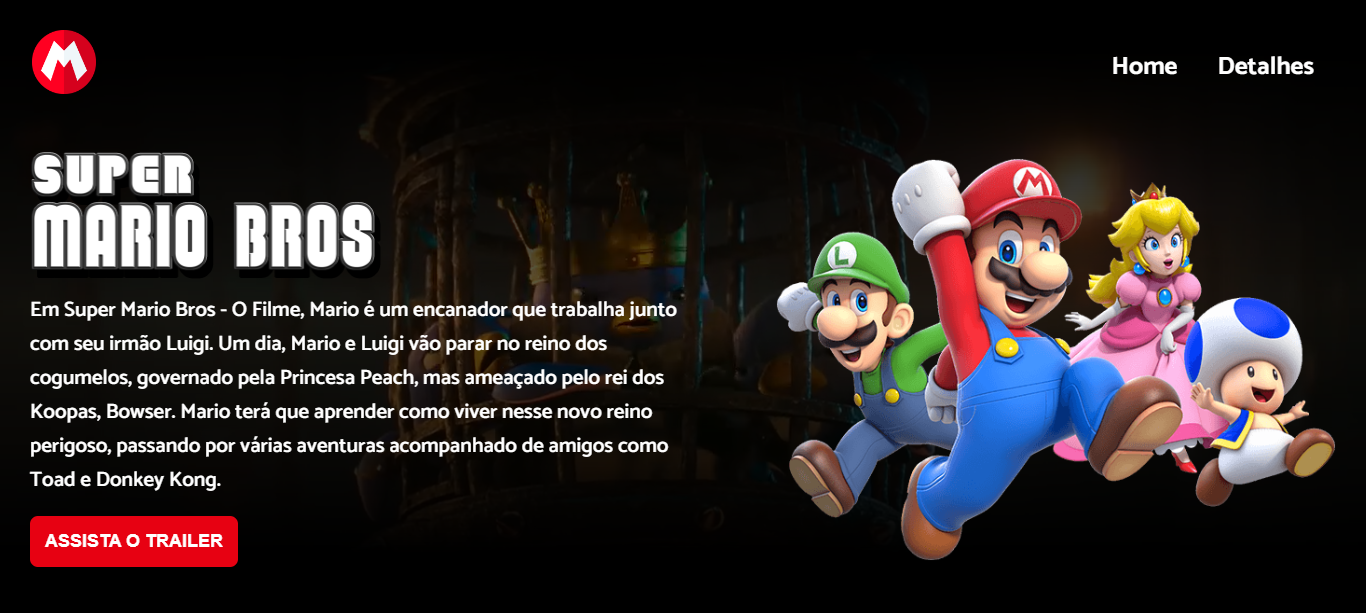 M
Home Detalhes
SUPER
MARIO BROS
Em Super Mario Bros - O Filme, Mario é um encanador que trabalha junto
com seu irmão Luigi. Um dia, Mario e Luigi vão parar no reino dos
cogumelos, governado pela Princesa Peach, mas ameaçado pelo rei dos
Koopas, Bowser. Mario terá que aprender como viver nesse novo reino
perigoso, passando por várias aventuras acompanhado de amigos como
Toad e Donkey Kong.
ASSISTA O TRAILER
M
L